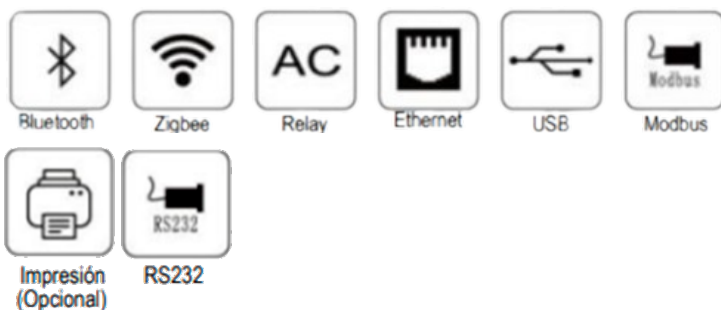 AC
Modbus
Bluetooth Zigbee Relay Ethernet USB Modbus
RS232
Impresión RS232
(Opcional)